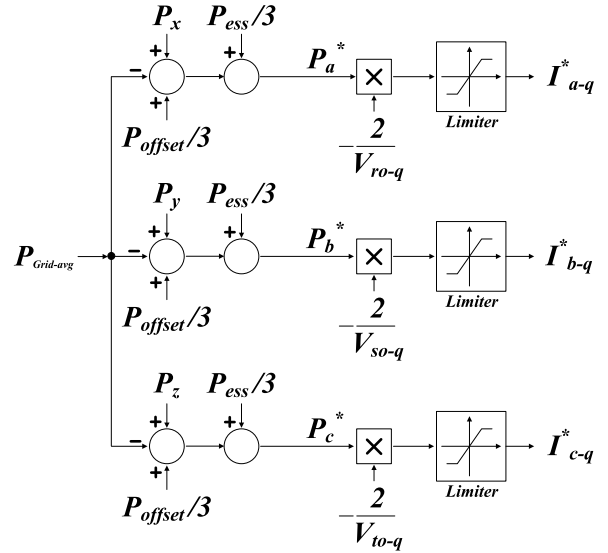 P_x P_ess/3
+ +
− P_a* × I*_a-q
+
P_offset/3 −2/V_ro-q Limiter
P_y P_ess/3
+ +
P_Grid-avg − P_b* × I*_b-q
+
P_offset/3 −2/V_so-q Limiter
P_z P_ess/3
+ +
− P_c* × I*_c-q
+
P_offset/3 −2/V_to-q Limiter